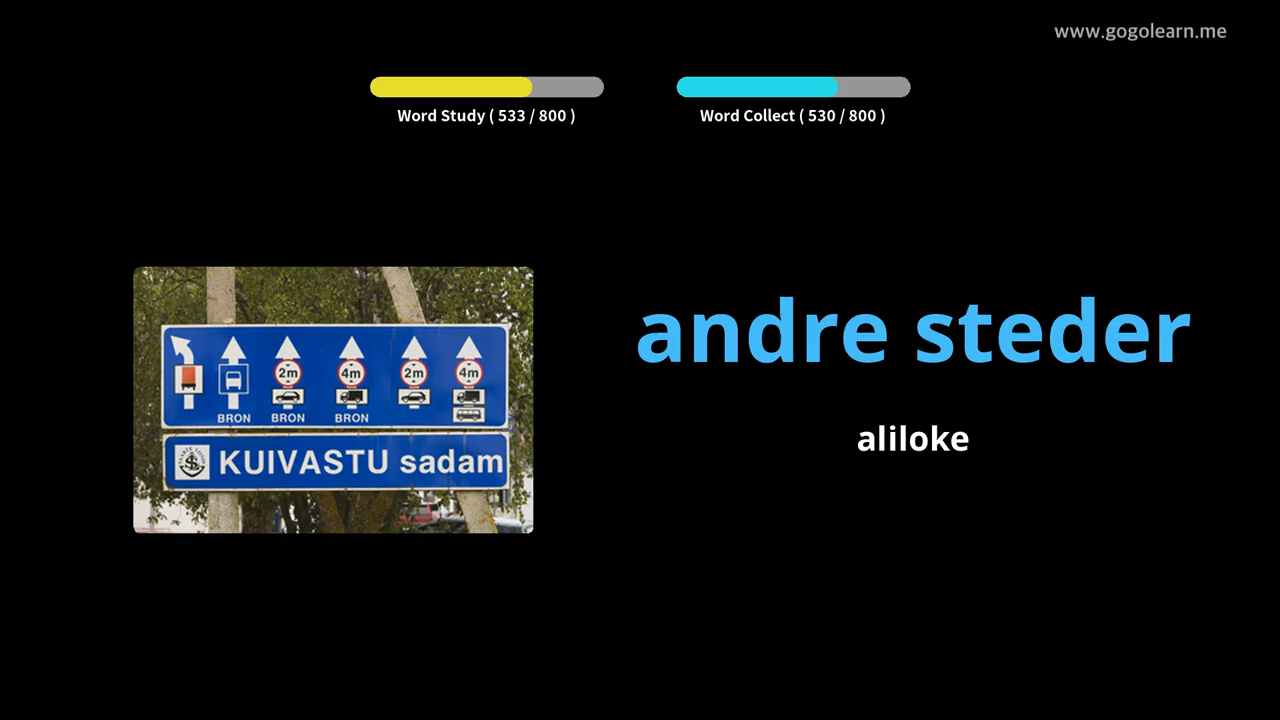 www.gogolearn.me
Word Study ( 533 / 800 )
Word Collect ( 530 / 800 )
andre steder
aliloke
2m 4m 2m 4m
BRON BRON BRON
KUIVASTU sadam